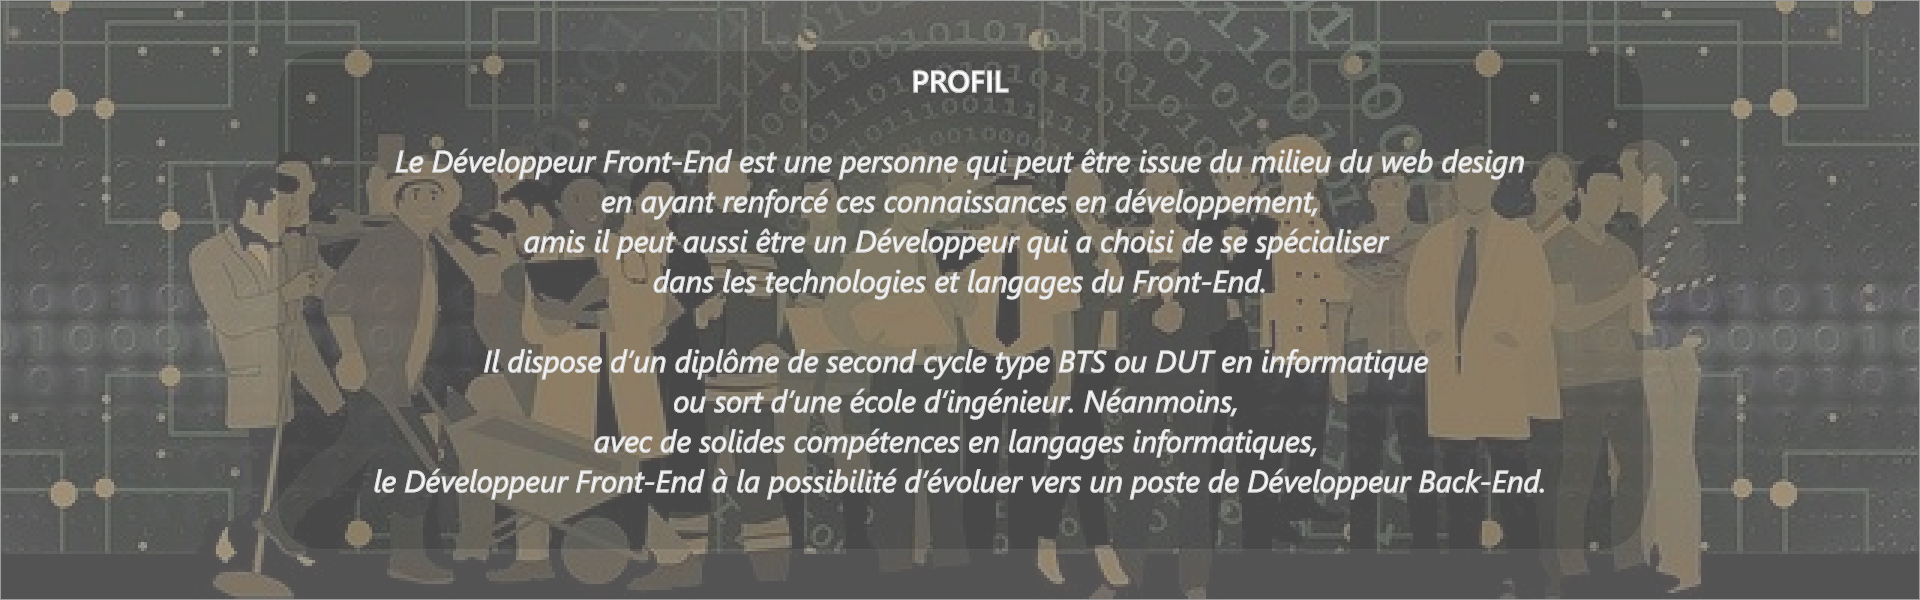 PROFIL
Le Développeur Front-End est une personne qui peut être issue du milieu du web design
en ayant renforcé ces connaissances en développement,
amis il peut aussi être un Développeur qui a choisi de se spécialiser
dans les technologies et langages du Front-End.
Il dispose d’un diplôme de second cycle type BTS ou DUT en informatique
ou sort d’une école d’ingénieur. Néanmoins,
avec de solides compétences en langages informatiques,
le Développeur Front-End à la possibilité d’évoluer vers un poste de Développeur Back-End.